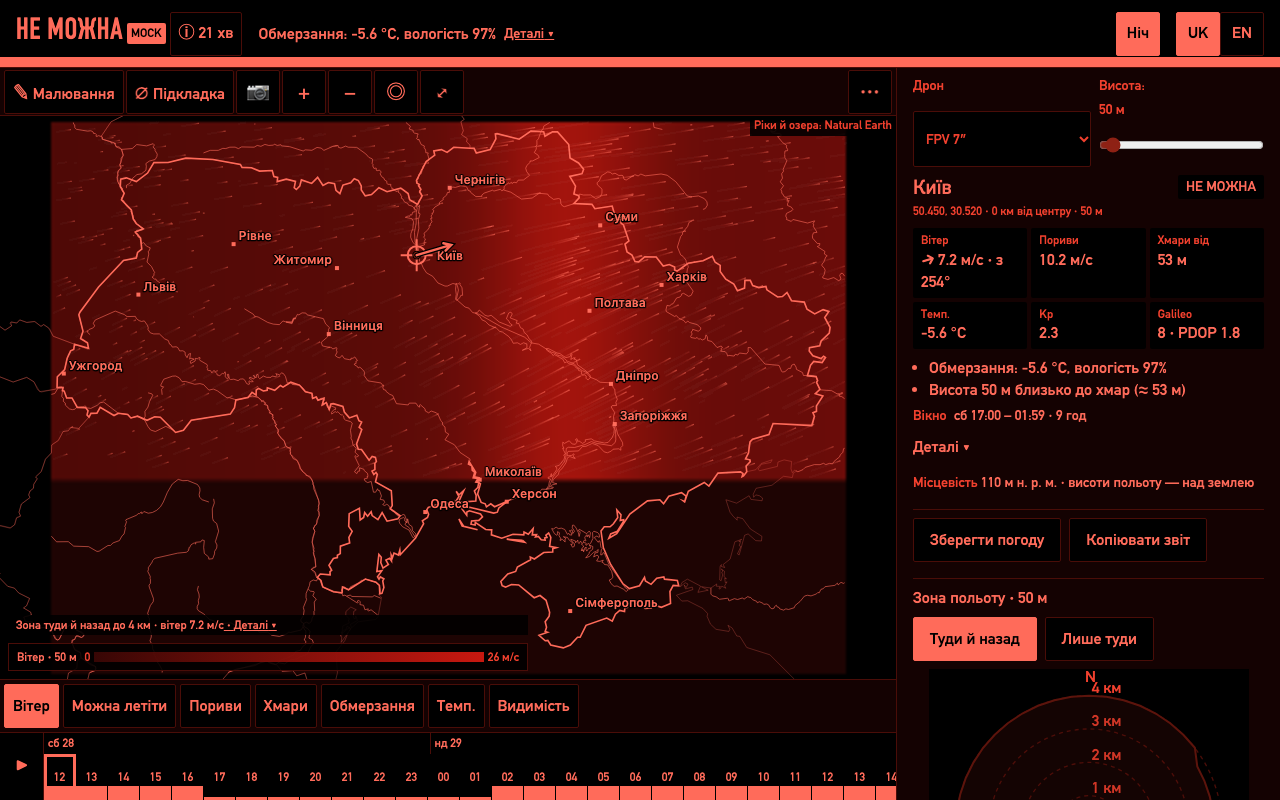 НЕ МОЖНА МОСК ⓘ 21 хв Обмерзання: -5.6 °C, вологість 97% Деталі ▾ Ніч UK EN
✎ Малювання ∅ Підкладка + − ◎ ⤢ ⋯
Ріки й озера: Natural Earth
Чернігів
Суми
Рівне
Житомир
Київ
Львів
Харків
Полтава
Вінниця
Ужгород
Дніпро
Запоріжжя
Миколаїв
Херсон
Одеса
Сімферополь
Зона туди й назад до 4 км · вітер 7.2 м/с · Деталі ▾
Вітер · 50 м 0 26 м/с
Вітер Можна летіти Пориви Хмари Обмерзання Темп. Видимість
сб 28 нд 29
▶ 12 13 14 15 16 17 18 19 20 21 22 23 00 01 02 03 04 05 06 07 08 09 10 11 12 13 14
Дрон Висота:
50 м
FPV 7″
Київ НЕ МОЖНА
50.450, 30.520 · 0 км від центру · 50 м
Вітер Пориви Хмари від
➔ 7.2 м/с · з 254° 10.2 м/с 53 м
Темп. Kp Galileo
-5.6 °C 2.3 8 · PDOP 1.8
• Обмерзання: -5.6 °C, вологість 97%
• Висота 50 м близько до хмар (≈ 53 м)
Вікно сб 17:00 – 01:59 · 9 год
Деталі ▾
Місцевість 110 м н. р. м. · висоти польоту — над землею
Зберегти погоду Копіювати звіт
Зона польоту · 50 м
Туди й назад Лише туди
N
4 км
3 км
2 км
1 км